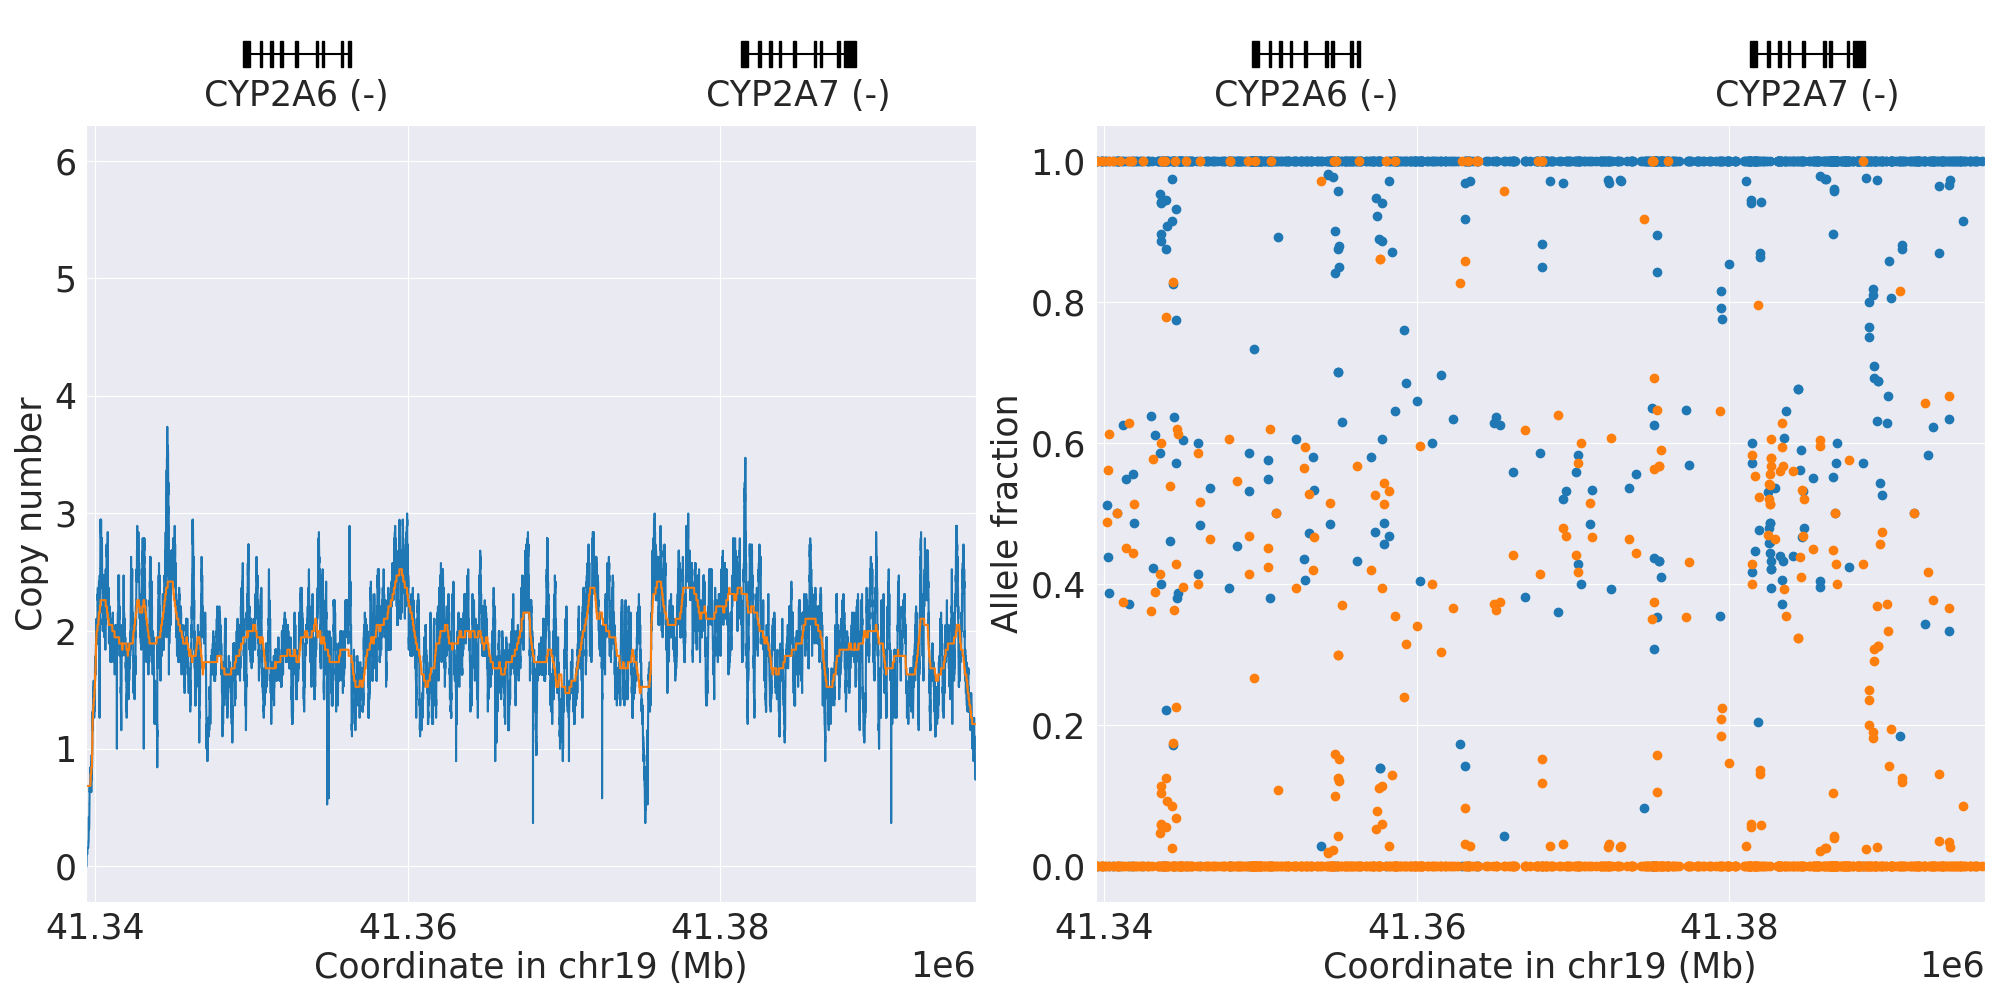 CYP2A6 (-) CYP2A7 (-) CYP2A6 (-) CYP2A7 (-)
Copy number
6
5
4
3
2
1
0
41.34 41.36 41.38
Coordinate in chr19 (Mb) 1e6
Allele fraction
1.0
0.8
0.6
0.4
0.2
0.0
41.34 41.36 41.38
Coordinate in chr19 (Mb) 1e6